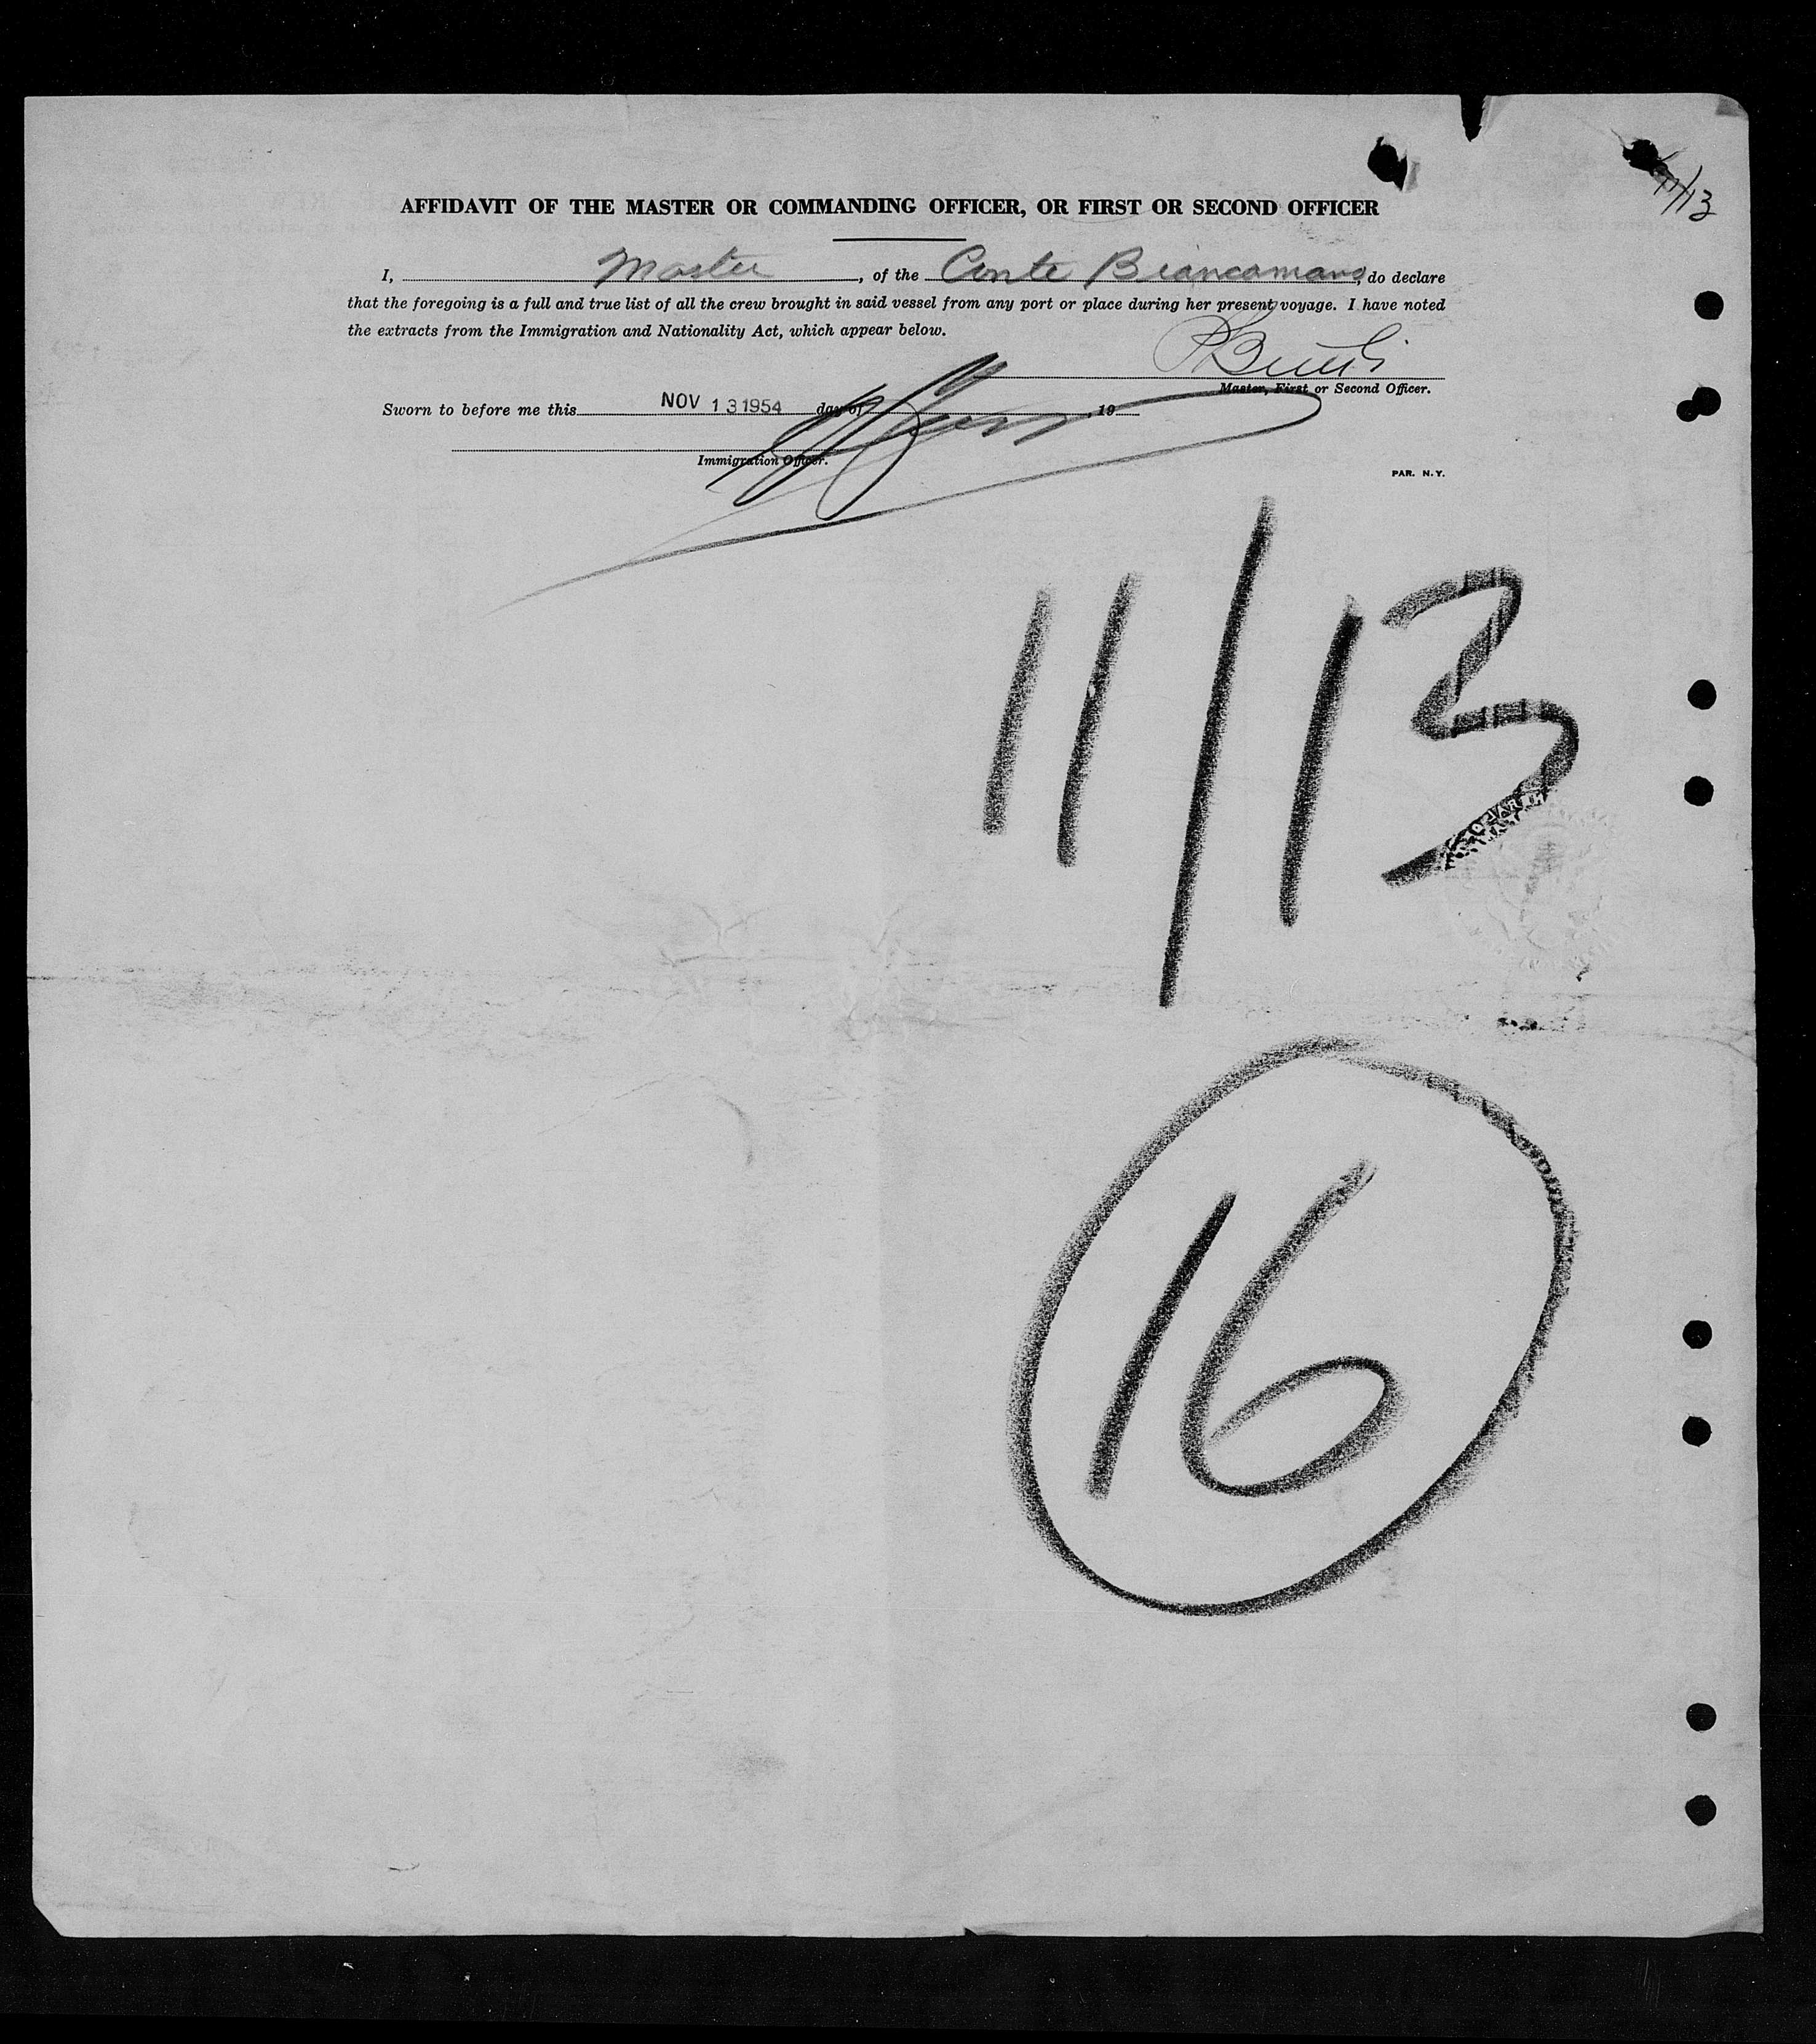 11/13
AFFIDAVIT OF THE MASTER OR COMMANDING OFFICER, OR FIRST OR SECOND OFFICER
I, Master, of the Conte Biancamano, do declare
that the foregoing is a full and true list of all the crew brought in said vessel from any port or place during her present voyage. I have noted
the extracts from the Immigration and Nationality Act, which appear below.
Master, First or Second Officer.
Sworn to before me this NOV 13 1954 day of , 19
Immigration Officer.
PAR. N.Y.
11/13
16